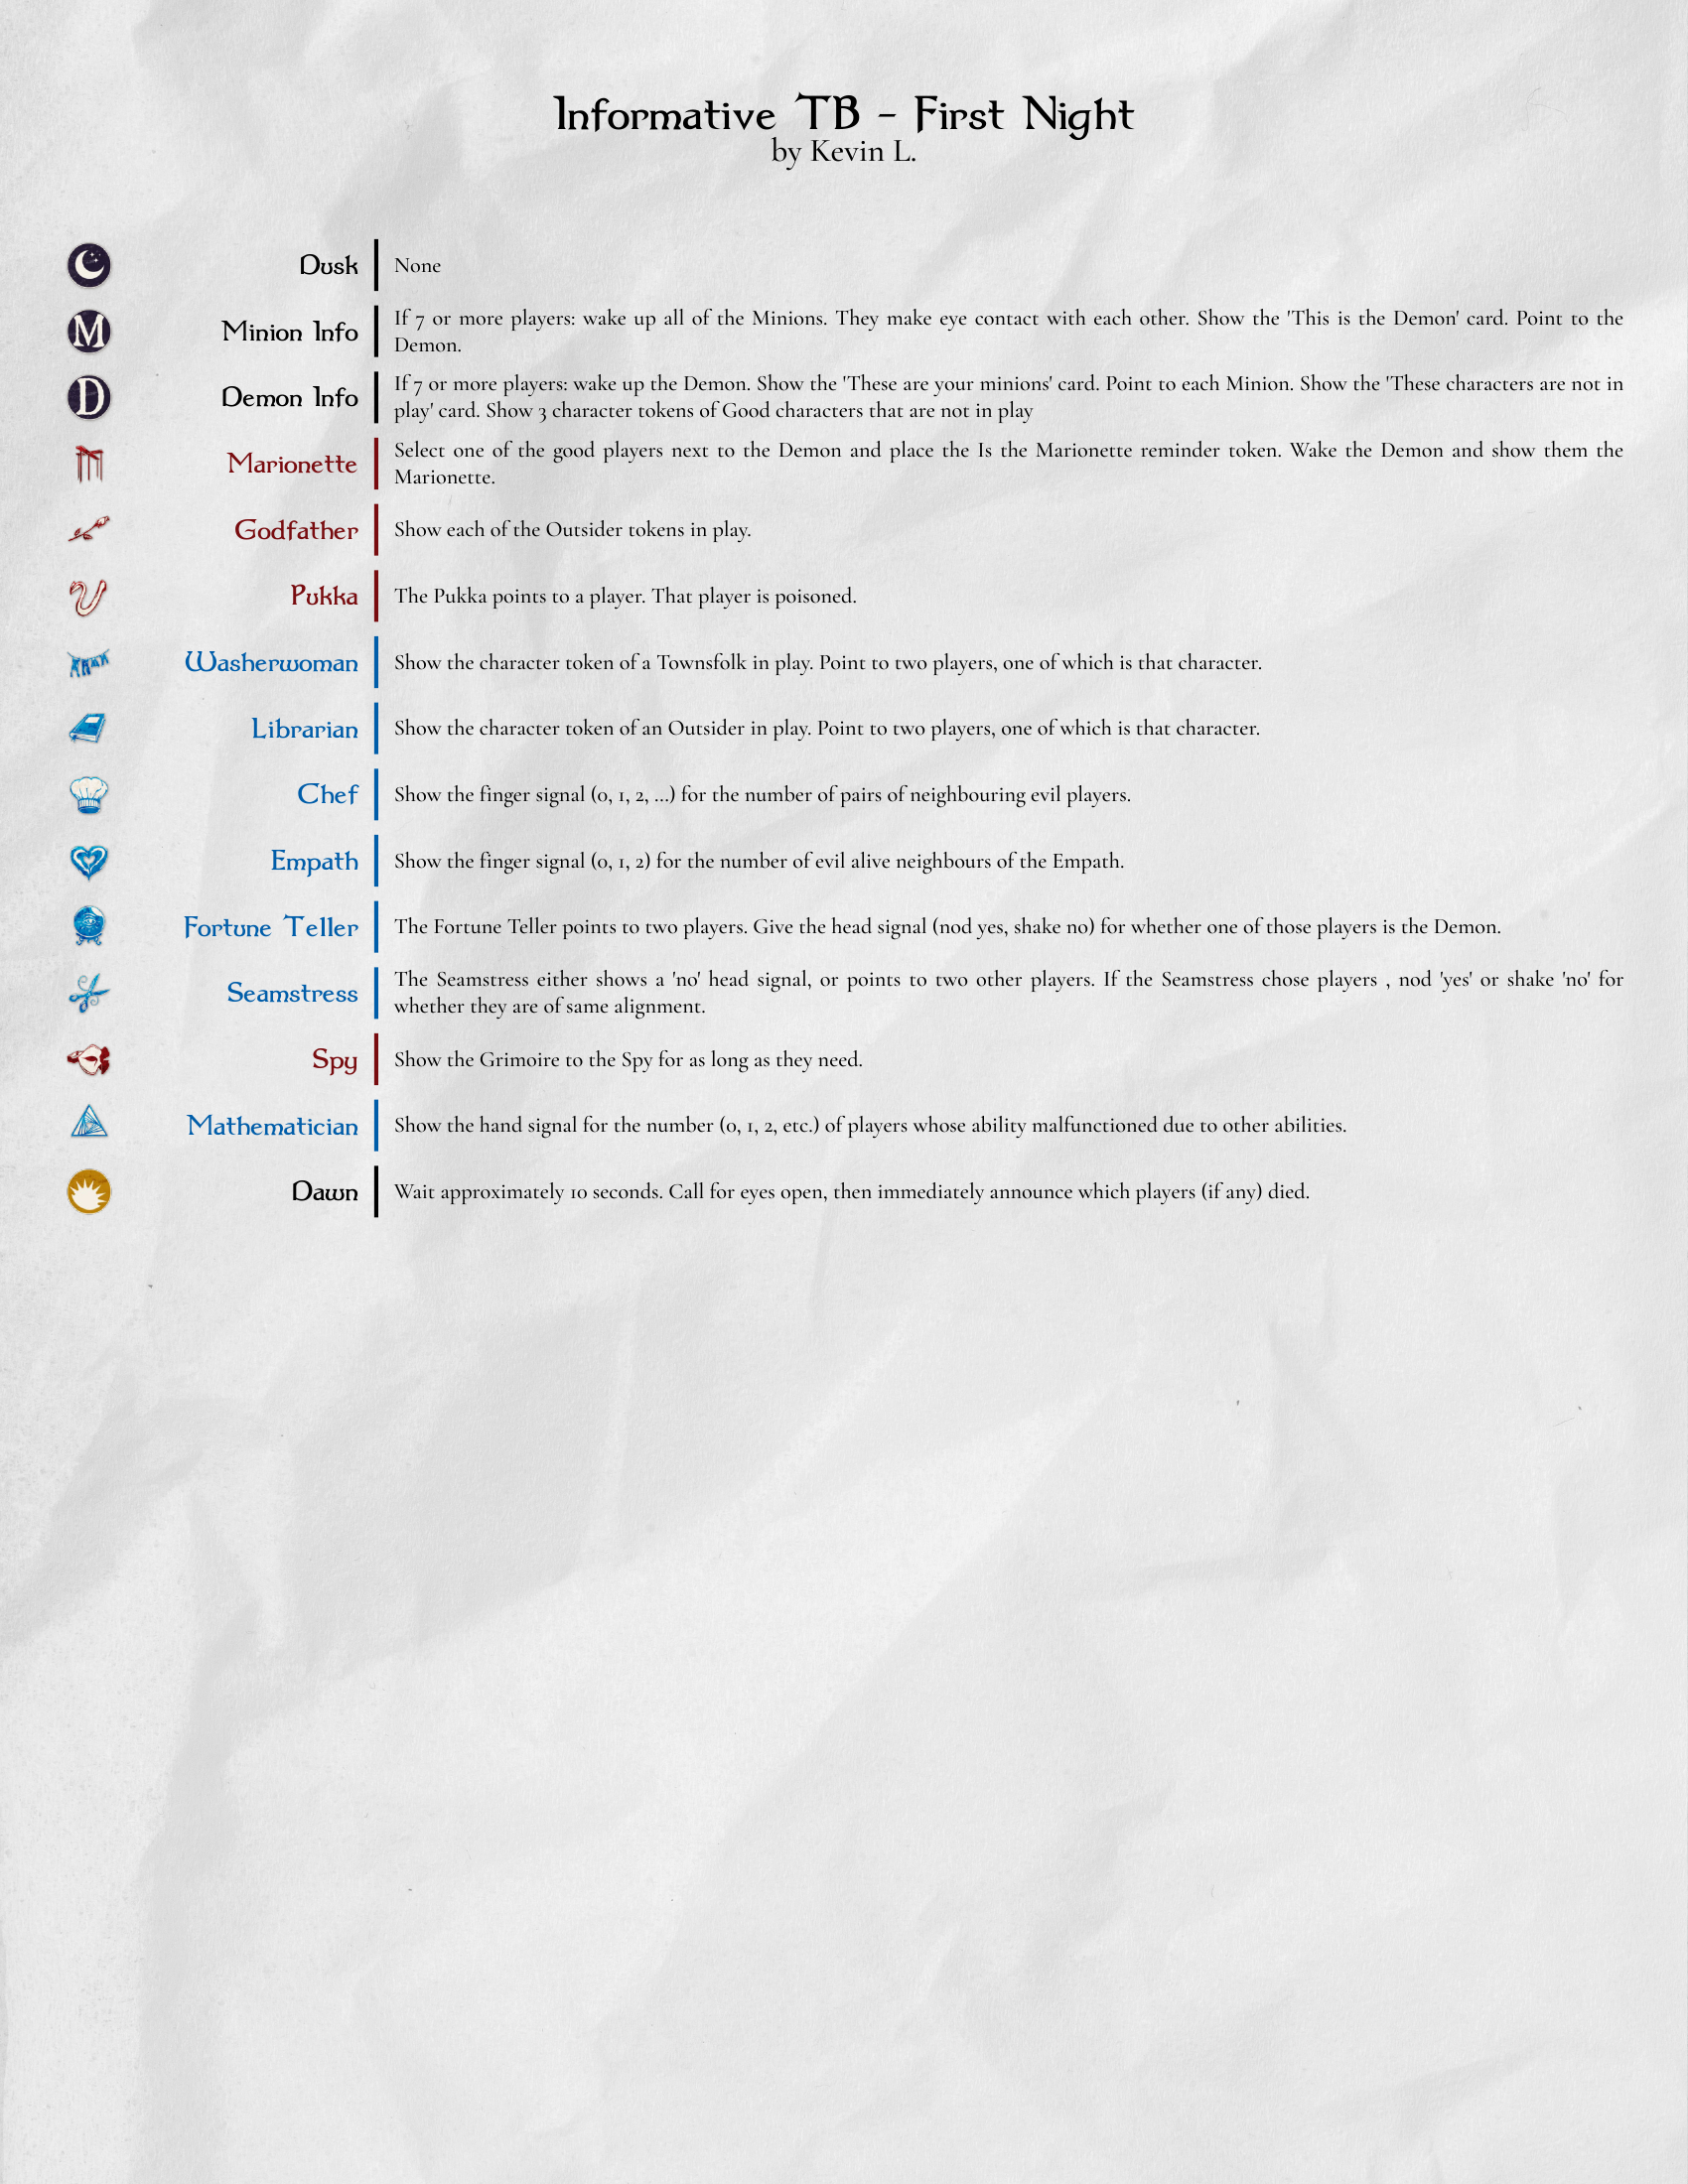 Informative TB - First Night
by Kevin L.
Dusk
None
M
Minion Info
If 7 or more players: wake up all of the Minions. They make eye contact with each other. Show the 'This is the Demon' card. Point to the
Demon.
D
Demon Info
If 7 or more players: wake up the Demon. Show the 'These are your minions' card. Point to each Minion. Show the 'These characters are not in
play' card. Show 3 character tokens of Good characters that are not in play
Marionette
Select one of the good players next to the Demon and place the Is the Marionette reminder token. Wake the Demon and show them the
Marionette.
Godfather
Show each of the Outsider tokens in play.
Pukka
The Pukka points to a player. That player is poisoned.
Washerwoman
Show the character token of a Townsfolk in play. Point to two players, one of which is that character.
Librarian
Show the character token of an Outsider in play. Point to two players, one of which is that character.
Chef
Show the finger signal (0, 1, 2, ...) for the number of pairs of neighbouring evil players.
Empath
Show the finger signal (0, 1, 2) for the number of evil alive neighbours of the Empath.
Fortune Teller
The Fortune Teller points to two players. Give the head signal (nod yes, shake no) for whether one of those players is the Demon.
Seamstress
The Seamstress either shows a 'no' head signal, or points to two other players. If the Seamstress chose players , nod 'yes' or shake 'no' for
whether they are of same alignment.
Spy
Show the Grimoire to the Spy for as long as they need.
Mathematician
Show the hand signal for the number (0, 1, 2, etc.) of players whose ability malfunctioned due to other abilities.
Dawn
Wait approximately 10 seconds. Call for eyes open, then immediately announce which players (if any) died.